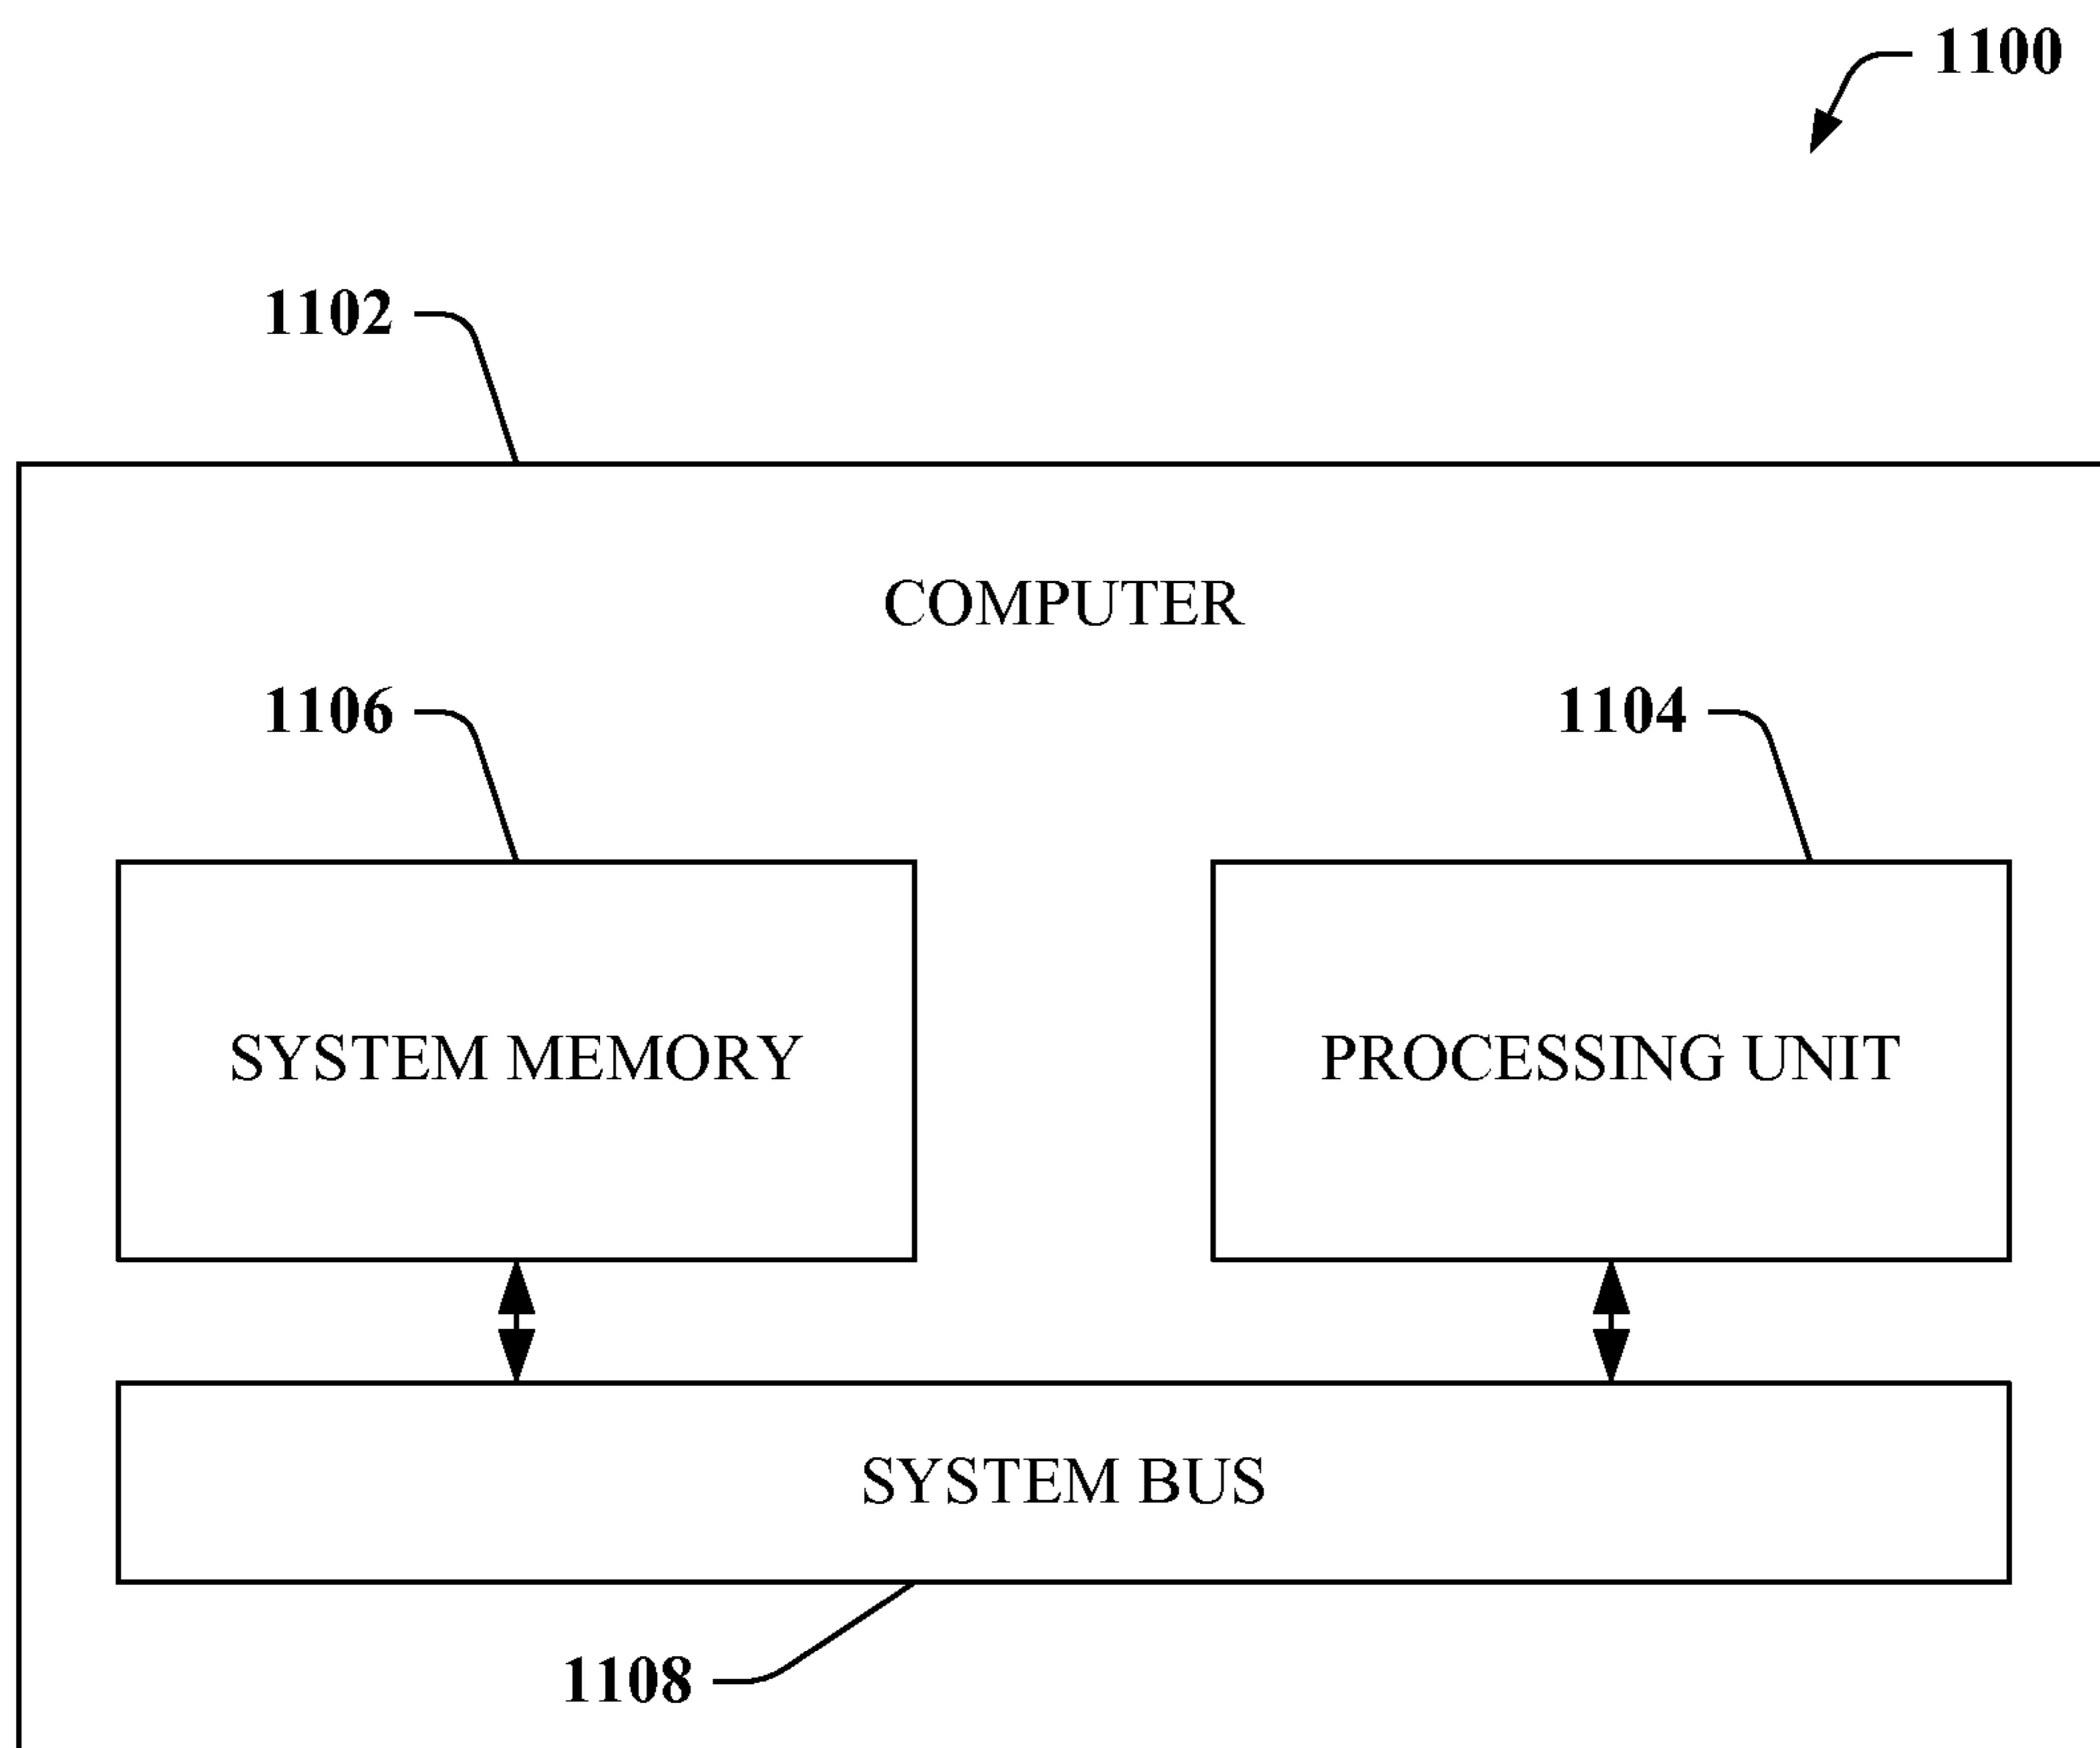 1100
1102
COMPUTER
1106
1104
SYSTEM MEMORY
PROCESSING UNIT
SYSTEM BUS
1108